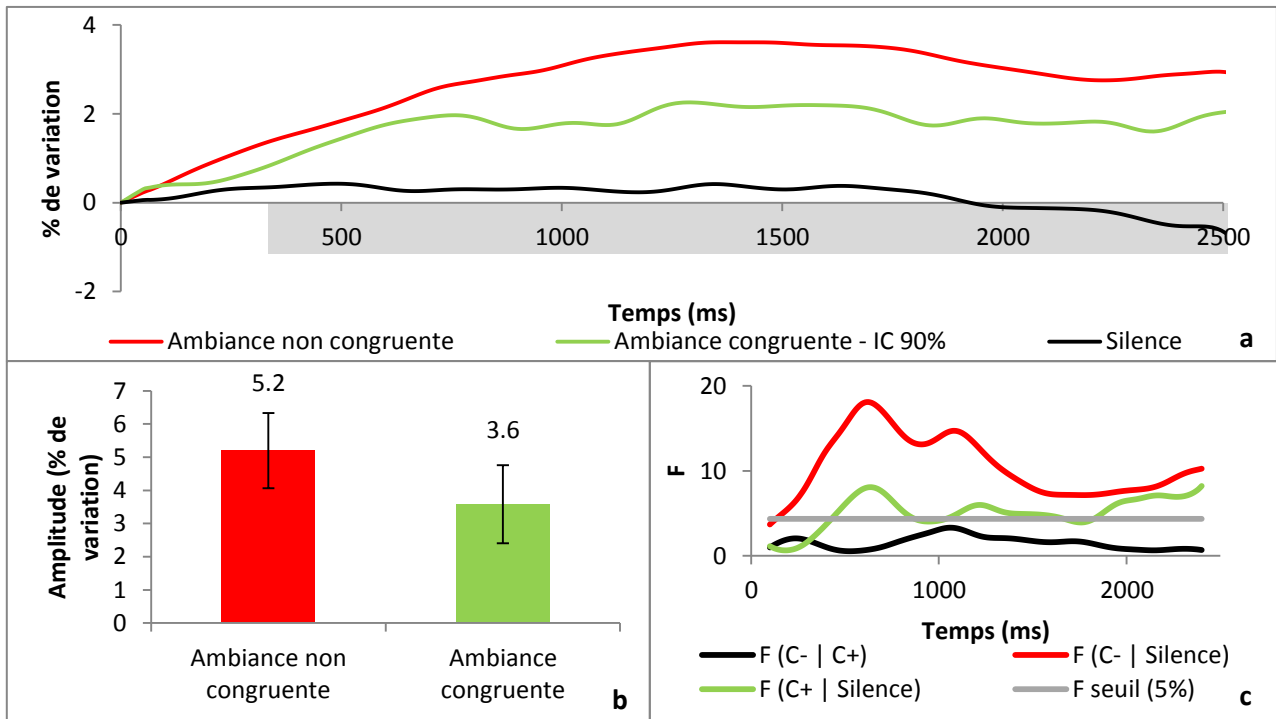 4
2
0
-2
% de variation
0
500
1000
1500
2000
2500
Temps (ms)
Ambiance non congruente
Ambiance congruente - IC 90%
Silence
a
7
6
5
4
3
2
1
0
Amplitude (% de
variation)
5.2
3.6
Ambiance non
congruente
Ambiance
congruente
b
20
10
0
F
0
1000
2000
Temps (ms)
F (C- | C+)
F (C- | Silence)
F (C+ | Silence)
F seuil (5%)
c